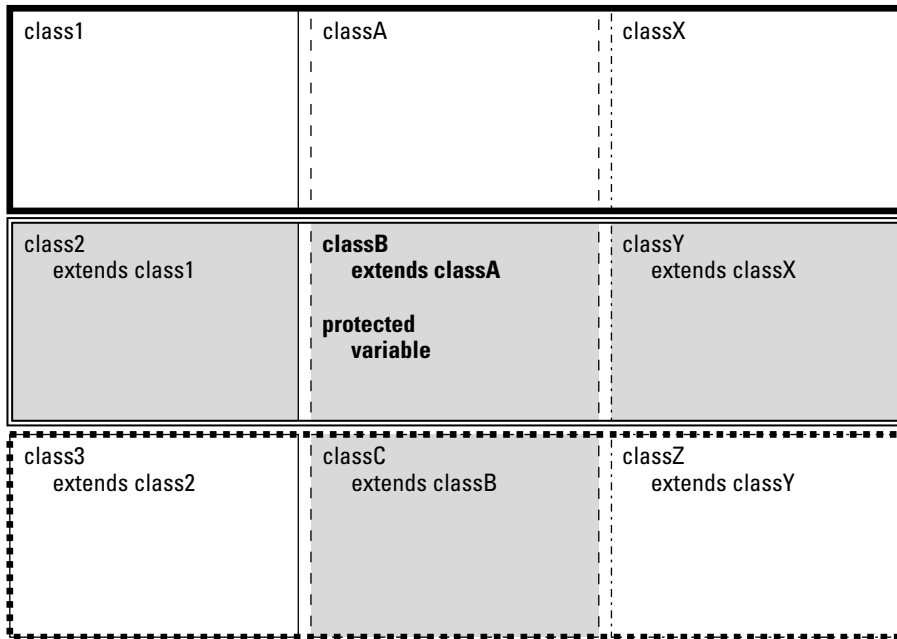 class1
classA
classX
class2
extends class1
classB
extends classA
protected
variable
classY
extends classX
class3
extends class2
classC
extends classB
classZ
extends classY